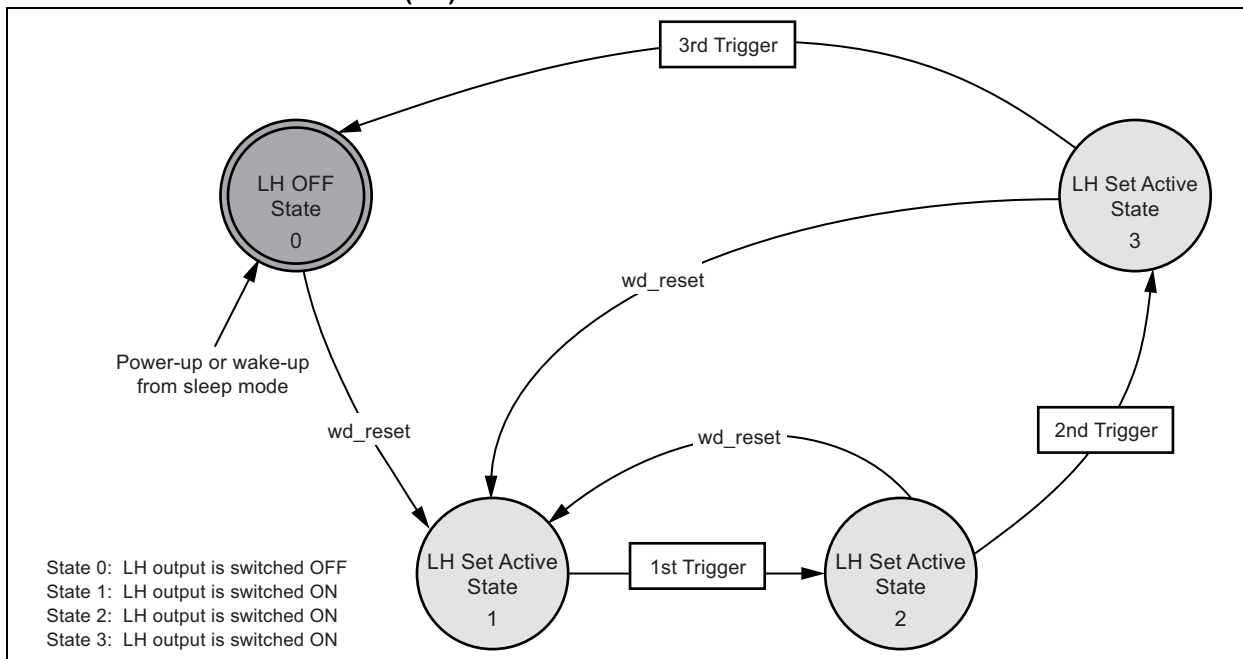 3rd Trigger
LH OFF
State
0
LH Set Active
State
3
wd_reset
Power-up or wake-up
from sleep mode
wd_reset
wd_reset
2nd Trigger
LH Set Active
State
1
1st Trigger
LH Set Active
State
2
State 0: LH output is switched OFF
State 1: LH output is switched ON
State 2: LH output is switched ON
State 3: LH output is switched ON